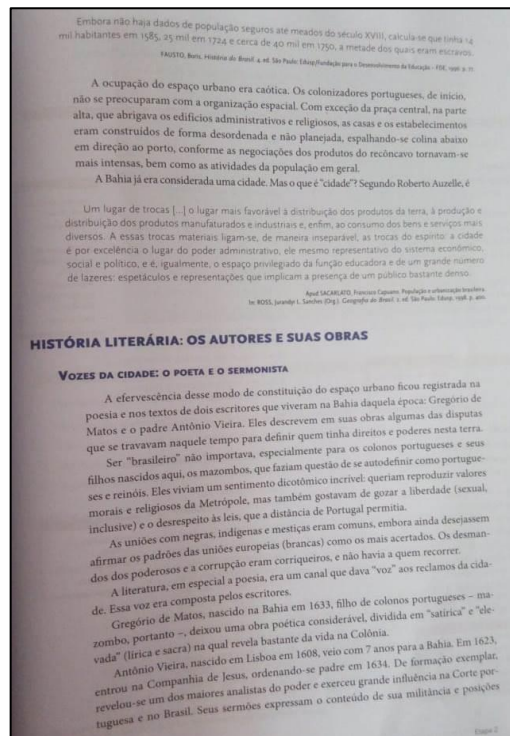 Embora não haja dados de população seguros ate meados do século XVIII, calcula-se que tinha 14
mil habitantes em 1585, 25 mil em 1724 e cerca de 40 mil em 1750, a metade dos quais eram escravos.
FAUSTO, Boris. História do Brasil. 4. ed. São Paulo: Edusp/Fundação para o Desenvolvimento da Educação – FDE, 1996. p.
A ocupação do espaço urbano era caótica. Os colonizadores portugueses, de início,
não se preocuparam com a organização espacial. Com exceção da praça central, na parte
alta, que abrigava os edifícios administrativos e religiosos, as casas e os estabelecimentos
eram construídos de forma desordenada e não planejada, espalhando-se colina abaixo
em direção ao porto, conforme as negociações dos produtos do recôncavo tornavam-se
mais intensas, bem como as atividades da população em geral.
A Bahia já era considerada uma cidade. Mas o que é "cidade"? Segundo Roberto Auzelle, é
Um lugar de trocas [...] o lugar mais favorável à distribuição dos produtos da terra, à produção e
distribuição dos produtos manufaturados e industriais e, enfim, ao consumo dos bens e serviços mais
diversos. A essas trocas materiais ligam-se, de maneira inseparável, as trocas do espírito: a cidade
é por excelência o lugar do poder administrativo, ele mesmo representativo do sistema econômico,
social e político, e é, igualmente, o espaço privilegiado da função educadora e de um grande número
de lazeres: espetáculos e representações que implicam a presença de um público bastante denso.
Apud SACARLATO, Francisco Capuano. População e urbanização brasileira.
In: ROSS, Jurandyr L. Sanches (Org.). Geografia do Brasil. 2. ed. São Paulo: Edusp, 1998. p.
HISTÓRIA LITERÁRIA: OS AUTORES E SUAS OBRAS
VOZES DA CIDADE: O POETA E O SERMONISTA
A efervescência desse modo de constituição do espaço urbano ficou registrada na
poesia e nos textos de dois escritores que viveram na Bahia daquela época: Gregório de
Matos e o padre Antônio Vieira. Eles descrevem em suas obras algumas das disputas
que se travavam naquele tempo para definir quem tinha direitos e poderes nesta terra.
Ser "brasileiro" não importava, especialmente para os colonos portugueses e seus
filhos nascidos aqui, os mazombos, que faziam questão de se autodefinir como portugue-
ses e reinóis. Eles viviam um sentimento dicotômico incrível: queriam reproduzir valores
morais e religiosos da Metrópole, mas também gostavam de gozar a liberdade (sexual,
inclusive) e o desrespeito às leis, que a distância de Portugal permitia.
As uniões com negras, indígenas e mestiças eram comuns, embora ainda desejassem
afirmar os padrões das uniões europeias (brancas) como os mais acertados. Os desman-
dos dos poderosos e a corrupção eram corriqueiros, e não havia a quem recorrer.
A literatura, em especial a poesia, era um canal que dava "voz" aos reclamos da cida-
de. Essa voz era composta pelos escritores.
Gregório de Matos, nascido na Bahia em 1633, filho de colonos portugueses – ma-
zombo, portanto –, deixou uma obra poética considerável, dividida em "satírica" e "ele-
vada" (lírica e sacra) na qual revela bastante da vida na Colônia.
Antônio Vieira, nascido em Lisboa em 1608, veio com 7 anos para a Bahia. Em 1623,
entrou na Companhia de Jesus, ordenando-se padre em 1634. De formação exemplar,
revelou-se um dos maiores analistas do poder e exerceu grande influência na Corte por-
tuguesa e no Brasil. Seus sermões expressam o conteúdo de sua militância e posições
Etapa 2